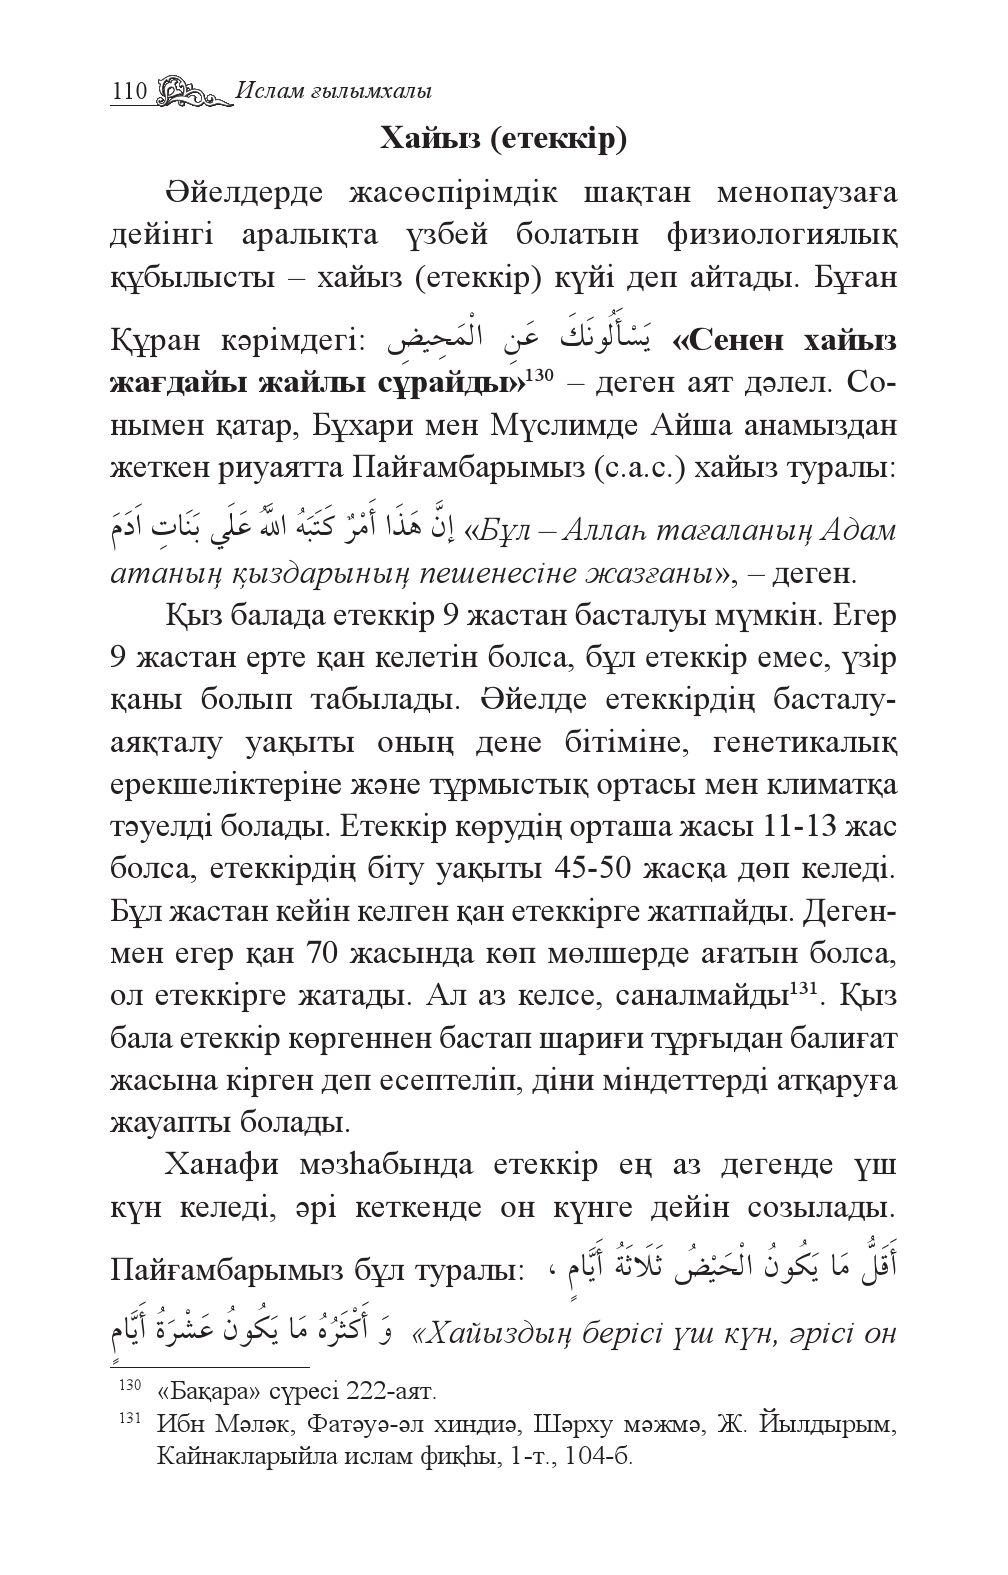 110 Ислам ғылымхалы
Хайыз (етеккір)
Әйелдерде жасөспірімдік шақтан менопаузаға
дейінгі аралықта үзбей болатын физиологиялық
құбылысты – хайыз (етеккір) күйі деп айтады. Бұған
Құран кәрімдегі: يَسْأَلُونَكَ عَنِ الْمَحِيضِ «Сенен хайыз
жағдайы жайлы сұрайды»¹³⁰ – деген аят дәлел. Со-
нымен қатар, Бұхари мен Мүслимде Айша анамыздан
жеткен риуаятта Пайғамбарымыз (с.а.с.) хайыз туралы:
إنَّ هَذَا أَمْرٌ كَتَبَهُ اللَّهُ عَلَي بَنَاتِ اَدَمَ «Бұл – Аллаһ тағаланың Адам
атаның қыздарының пешенесіне жазғаны», – деген.
Қыз балада етеккір 9 жастан басталуы мүмкін. Егер
9 жастан ерте қан келетін болса, бұл етеккір емес, үзір
қаны болып табылады. Әйелде етеккірдің басталу-
аяқталу уақыты оның дене бітіміне, генетикалық
ерекшеліктеріне және тұрмыстық ортасы мен климатқа
тәуелді болады. Етеккір көрудің орташа жасы 11-13 жас
болса, етеккірдің біту уақыты 45-50 жасқа дөп келеді.
Бұл жастан кейін келген қан етеккірге жатпайды. Деген-
мен егер қан 70 жасында көп мөлшерде ағатын болса,
ол етеккірге жатады. Ал аз келсе, саналмайды¹³¹. Қыз
бала етеккір көргеннен бастап шариғи тұрғыдан балиғат
жасына кірген деп есептеліп, діни міндеттерді атқаруға
жауапты болады.
Ханафи мәзһабында етеккір ең аз дегенде үш
күн келеді, әрі кеткенде он күнге дейін созылады.
Пайғамбарымыз бұл туралы: أَقَلُّ مَا يَكُونُ الْحَيْضُ ثَلَاثَةُ أَيَّامٍ ،
وَ أَكْثَرُهُ مَا يَكُونُ عَشْرَةُ أَيَّامٍ «Хайыздың берісі үш күн, әрісі он
130 «Бақара» сүресі 222-аят.
131 Ибн Мәләк, Фатәуә-әл хиндиә, Шәрху мәжмә, Ж. Йылдырым,
Кайнакларыйла ислам фиқһы, 1-т., 104-б.